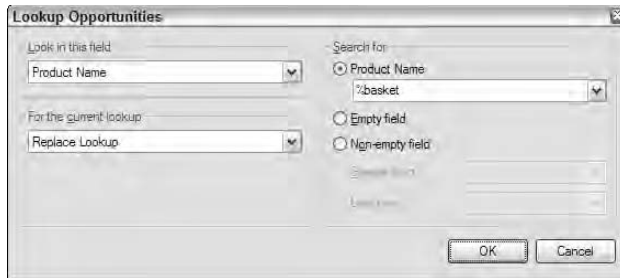 Lookup Opportunities
Look in this field
Product Name
For the current lookup
Replace Lookup
Search for
Product Name
%basket
Empty field
Non-empty field
OK
Cancel